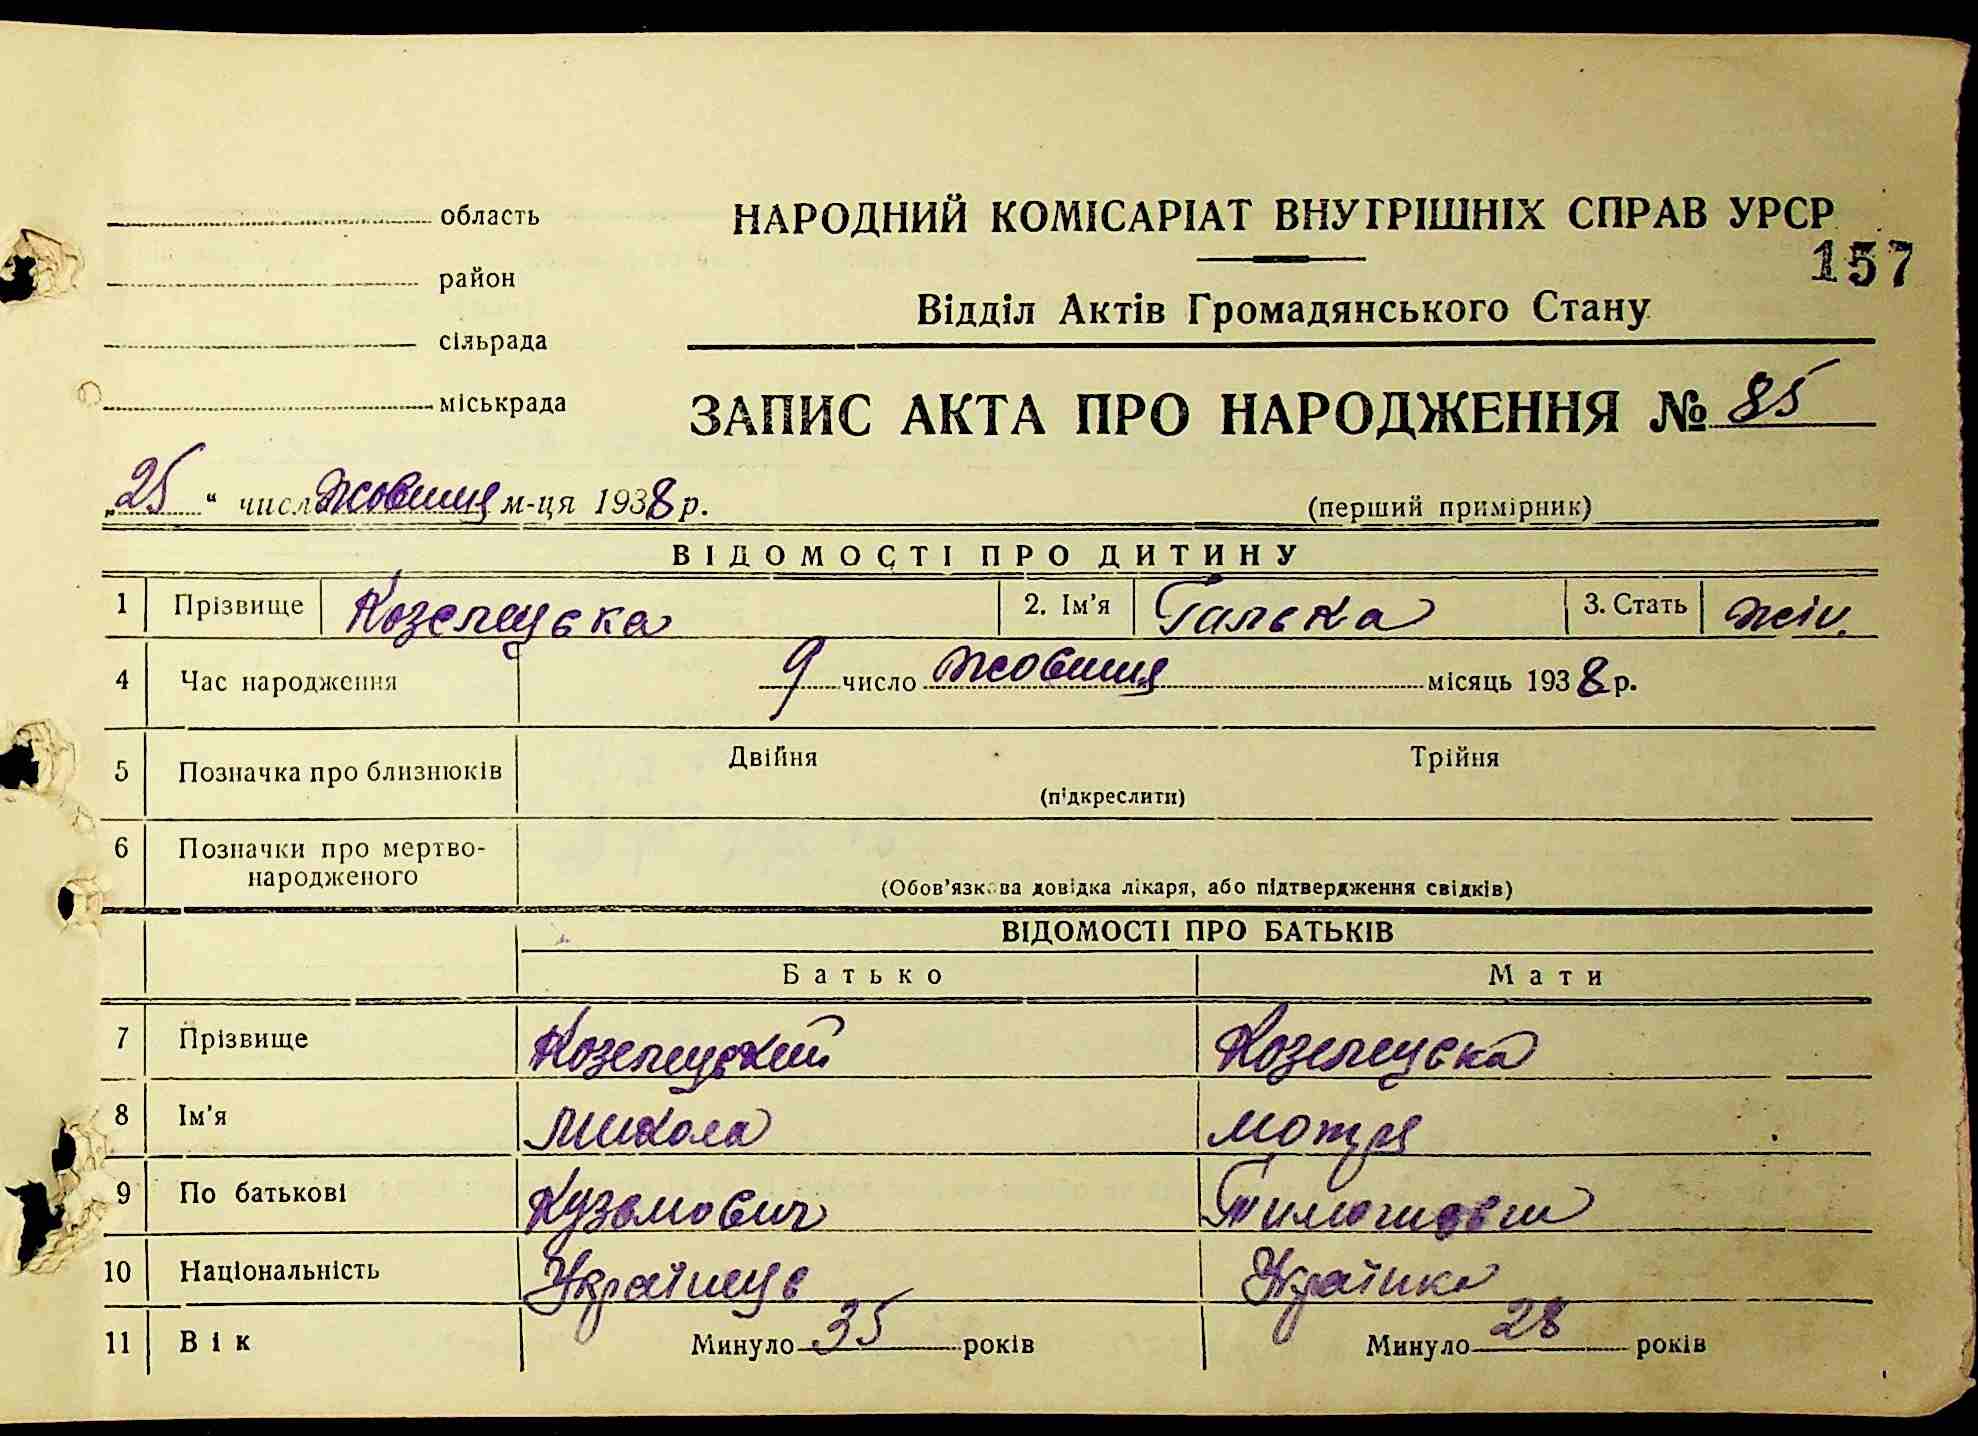 область
НАРОДНИЙ КОМІСАРІАТ ВНУТРІШНІХ СПРАВ УРСР
157
район
Відділ Актів Громадянського Стану
сільрада
міськрада
ЗАПИС АКТА ПРО НАРОДЖЕННЯ № 85
„25“ числ Жовтня м-ця 1938 р.
(перший примірник)
ВІДОМОСТІ ПРО ДИТИНУ
1 Прізвище Козелецька 2. Ім'я Галька 3. Стать жін.
4 Час народження 9 число Жовтня місяць 1938 р.
5 Позначка про близнюків Двійня Трійня
(підкреслити)
6 Позначки про мертво-
народженого
(Обов'язкова довідка лікаря, або підтвердження свідків)
ВІДОМОСТІ ПРО БАТЬКІВ
Батько Мати
7 Прізвище Козелецький Козелецька
8 Ім'я Микола Мотря
9 По батькові Кузьмович
10 Національність Українець Українка
11 Вік Минуло 35 років Минуло 28 років